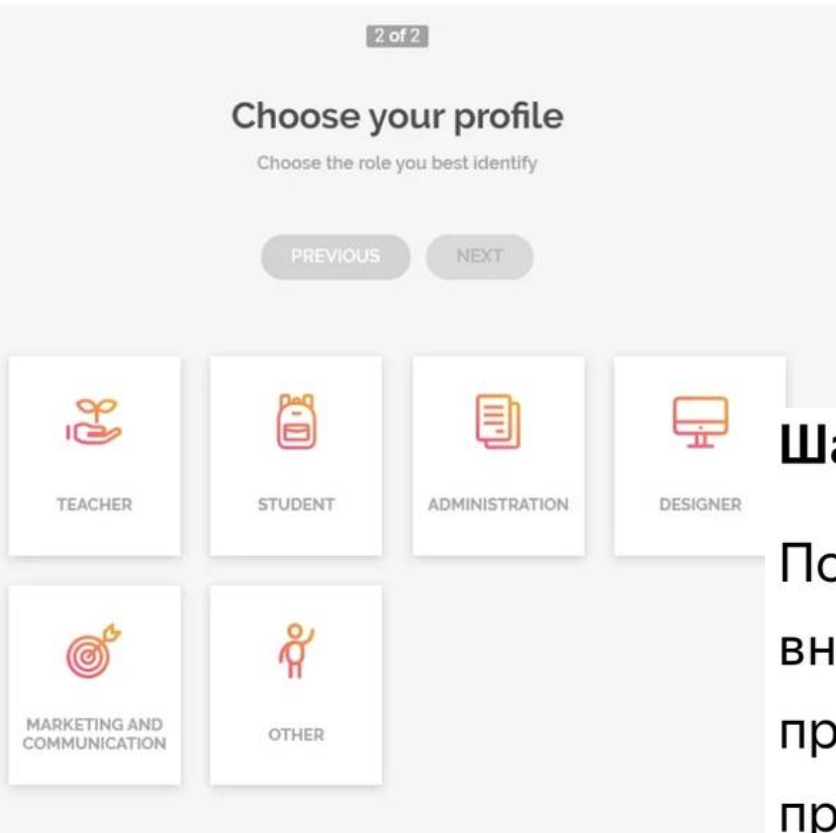 2 of 2
Choose your profile
Choose the role you best identify
PREVIOUS NEXT
TEACHER STUDENT ADMINISTRATION DESIGNER
MARKETING AND
COMMUNICATION
OTHER